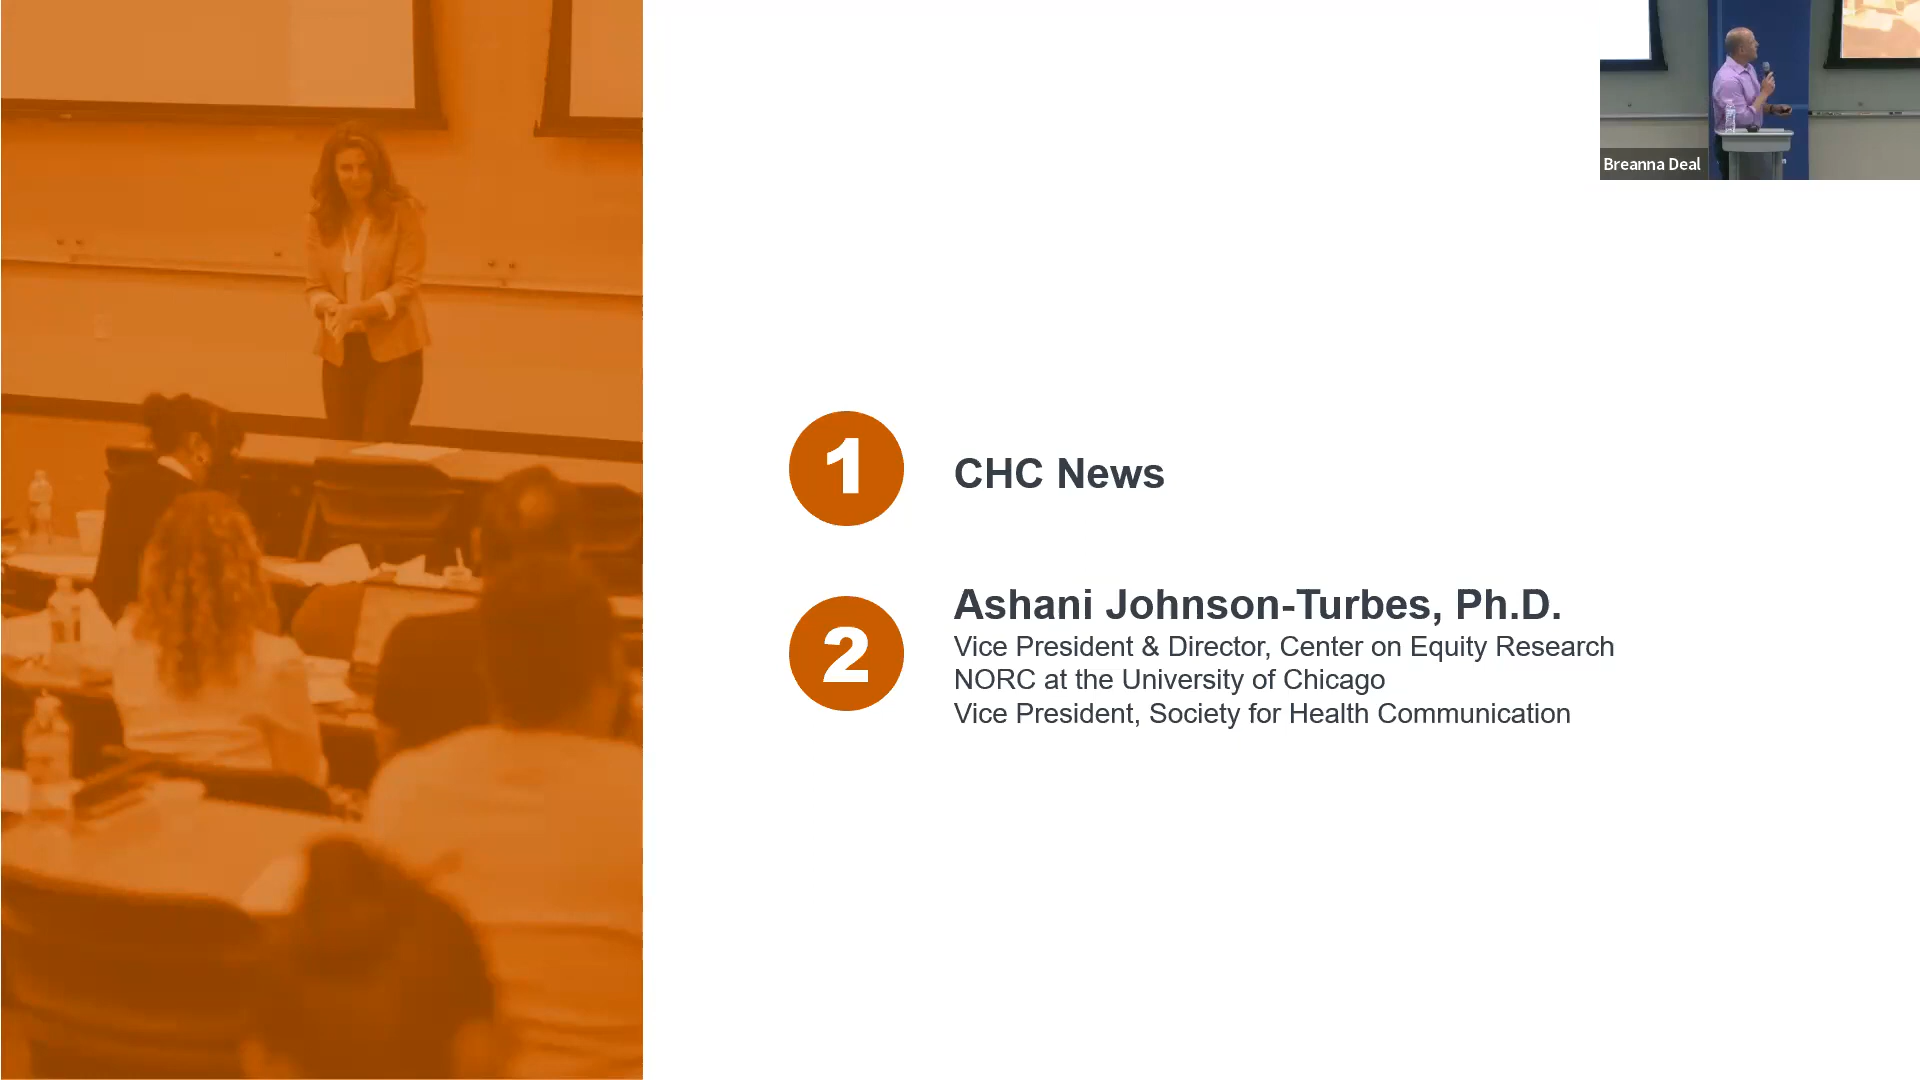 Breanna Deal
1
CHC News
2
Ashani Johnson-Turbes, Ph.D.
Vice President & Director, Center on Equity Research
NORC at the University of Chicago
Vice President, Society for Health Communication